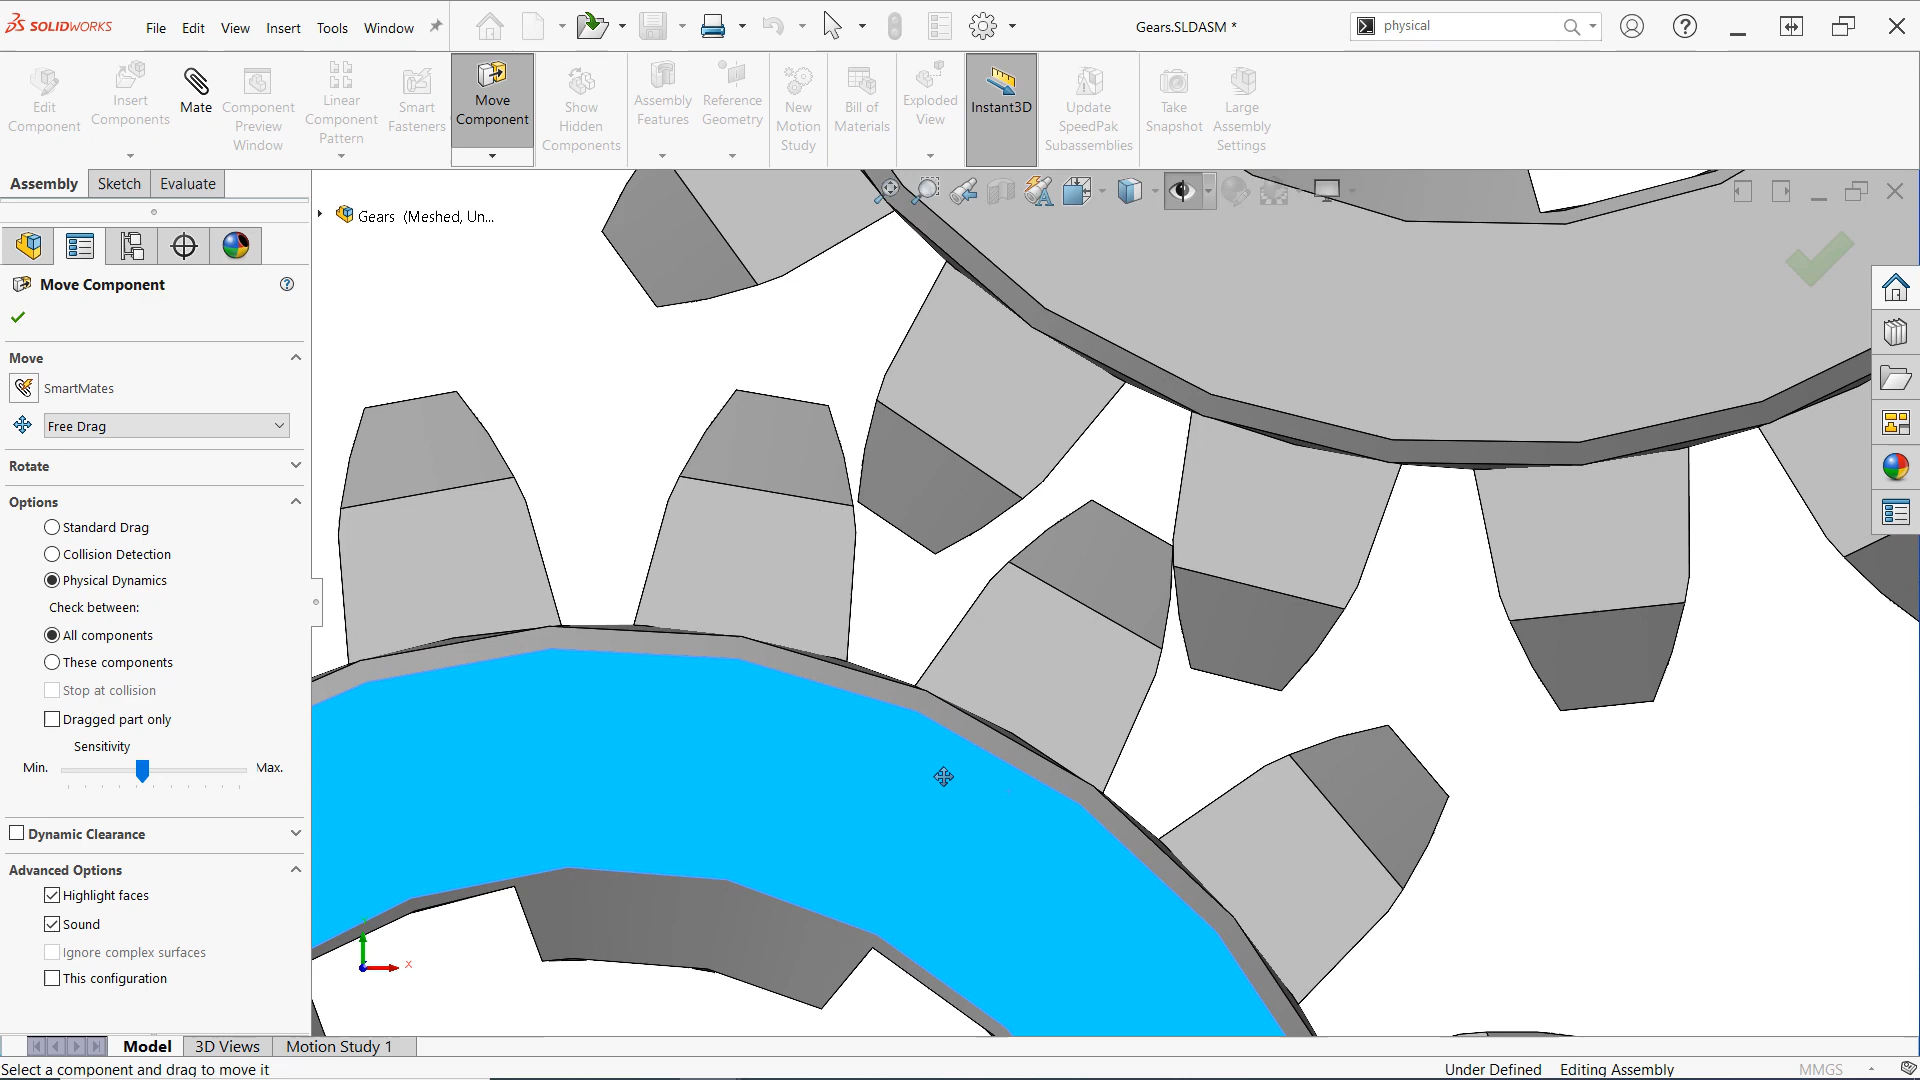 SOLIDWORKS File Edit View Insert Tools Window Gears.SLDASM * physical
Edit Component
Insert Components
Mate
Component Preview Window
Linear Component Pattern
Smart Fasteners
Move Component
Show Hidden Components
Assembly Features
Reference Geometry
New Motion Study
Bill of Materials
Exploded View
Instant3D
Update SpeedPak Subassemblies
Take Snapshot
Large Assembly Settings
Assembly Sketch Evaluate
Gears (Meshed, Un...
Move Component
Move
SmartMates
Free Drag
Rotate
Options
Standard Drag
Collision Detection
Physical Dynamics
Check between:
All components
These components
Stop at collision
Dragged part only
Sensitivity
Min. Max.
Dynamic Clearance
Advanced Options
Highlight faces
Sound
Ignore complex surfaces
This configuration
x
Model 3D Views Motion Study 1
Select a component and drag to move it Under Defined Editing Assembly MMGS